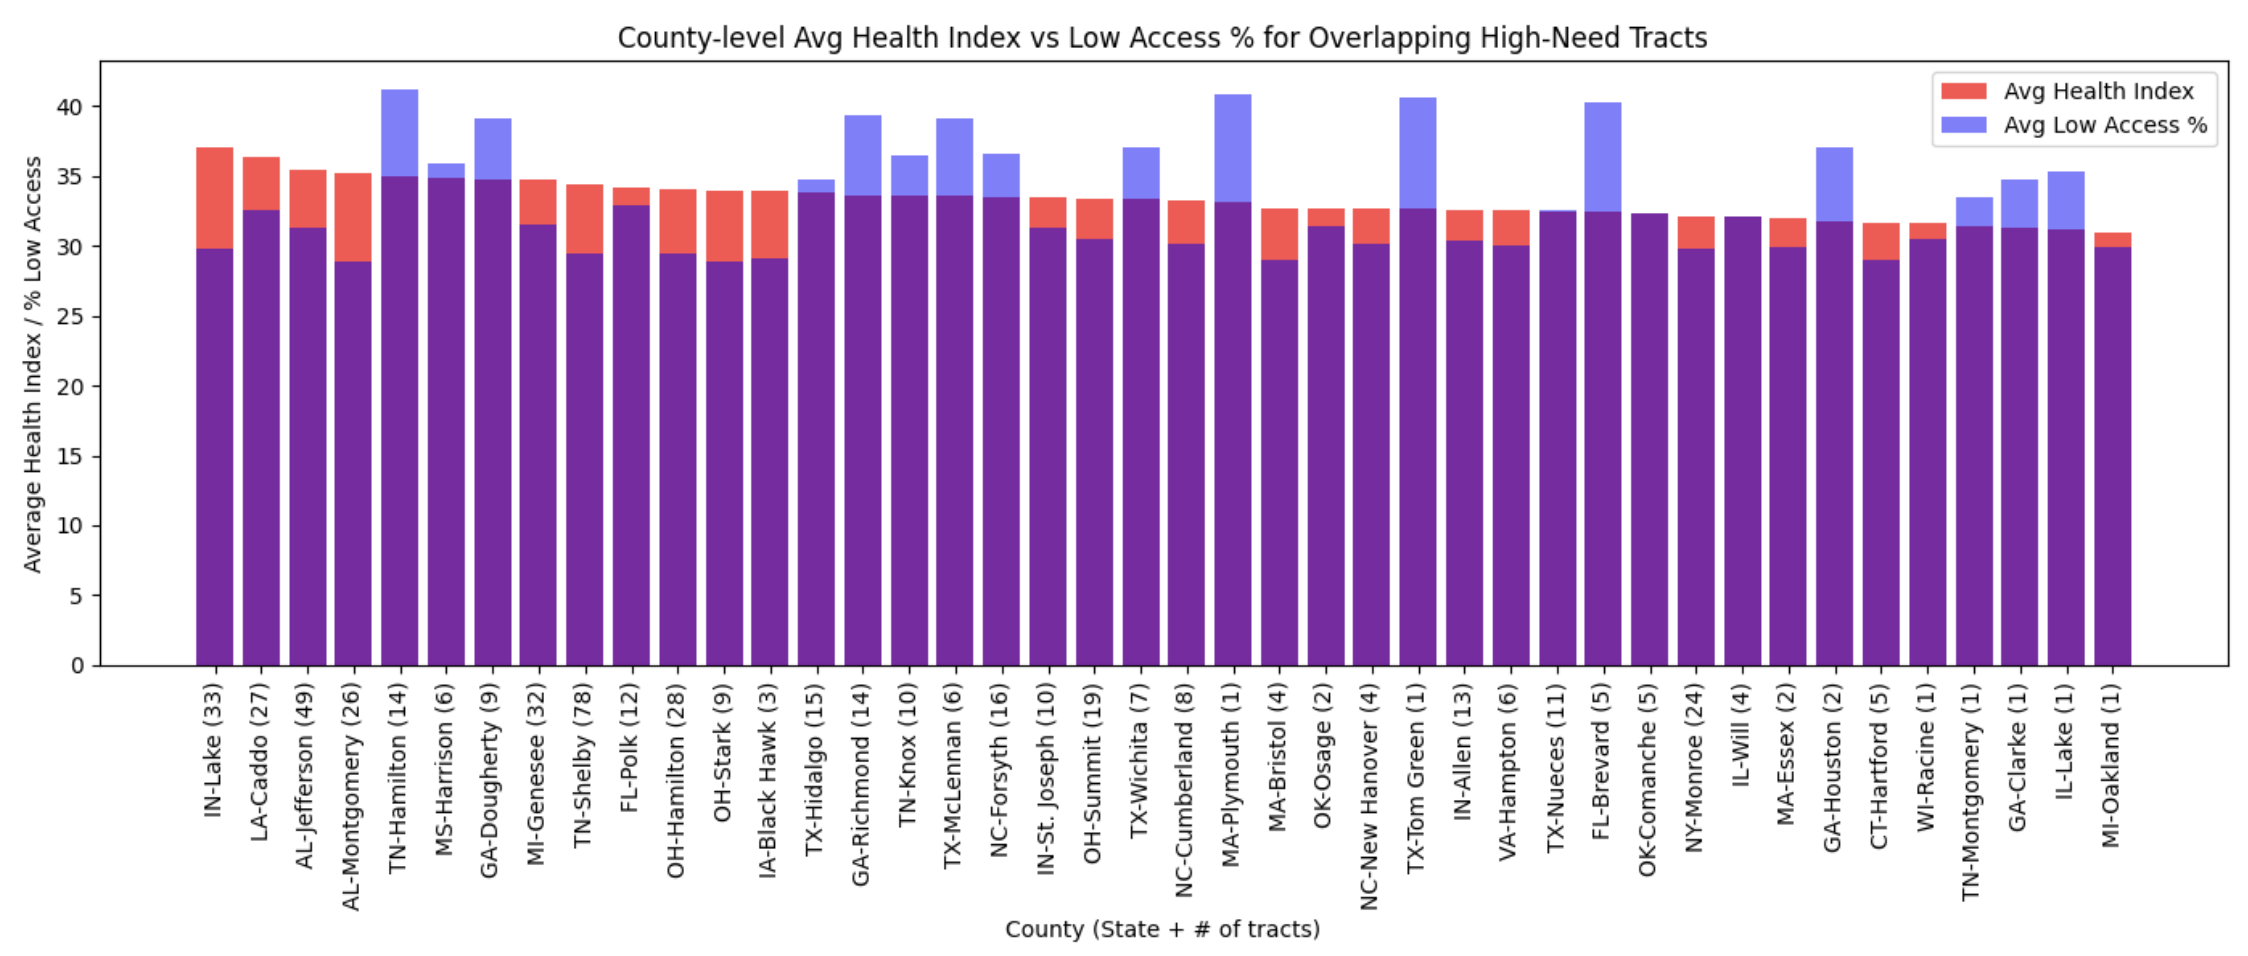 County-level Avg Health Index vs Low Access % for Overlapping High-Need Tracts
Avg Health Index
Avg Low Access %
Average Health Index / % Low Access
40
35
30
25
20
15
10
5
0
IN-Lake (33)
LA-Caddo (27)
AL-Jefferson (49)
AL-Montgomery (26)
TN-Hamilton (14)
MS-Harrison (6)
GA-Dougherty (9)
MI-Genesee (32)
TN-Shelby (78)
FL-Polk (12)
OH-Hamilton (28)
OH-Stark (9)
IA-Black Hawk (3)
TX-Hidalgo (15)
GA-Richmond (14)
TN-Knox (10)
TX-McLennan (6)
NC-Forsyth (16)
IN-St. Joseph (10)
OH-Summit (19)
TX-Wichita (7)
NC-Cumberland (8)
MA-Plymouth (1)
MA-Bristol (4)
OK-Osage (2)
NC-New Hanover (4)
TX-Tom Green (1)
IN-Allen (13)
VA-Hampton (6)
TX-Nueces (11)
FL-Brevard (5)
OK-Comanche (5)
NY-Monroe (24)
IL-Will (4)
MA-Essex (2)
GA-Houston (2)
CT-Hartford (5)
WI-Racine (1)
TN-Montgomery (1)
GA-Clarke (1)
IL-Lake (1)
MI-Oakland (1)
County (State + # of tracts)